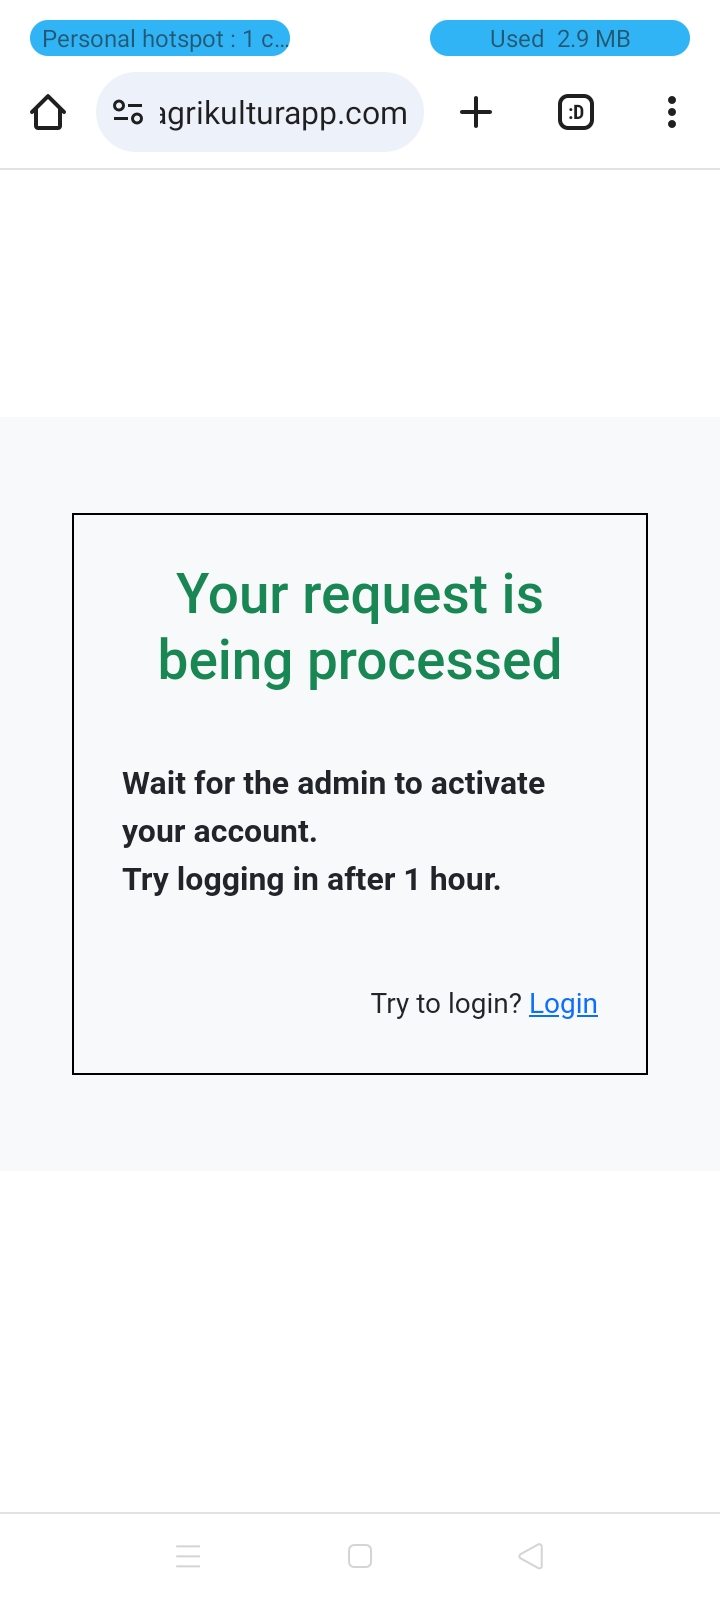 Personal hotspot : 1 c...
Used 2.9 MB
agrikulturapp.com
:D
Your request is
being processed
Wait for the admin to activate
your account.
Try logging in after 1 hour.
Try to login? Login